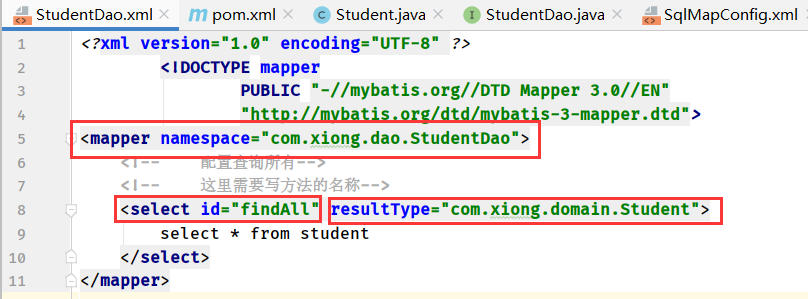 StudentDao.xml pom.xml Student.java StudentDao.java SqlMapConfig.xml
1 <?xml version="1.0" encoding="UTF-8" ?>
2 <!DOCTYPE mapper
3 PUBLIC "-//mybatis.org//DTD Mapper 3.0//EN"
4 "http://mybatis.org/dtd/mybatis-3-mapper.dtd">
5 <mapper namespace="com.xiong.dao.StudentDao">
6 <!-- 配置查询所有-->
7 <!-- 这里需要写方法的名称-->
8 <select id="findAll" resultType="com.xiong.domain.Student">
9 select * from student
10 </select>
11 </mapper>